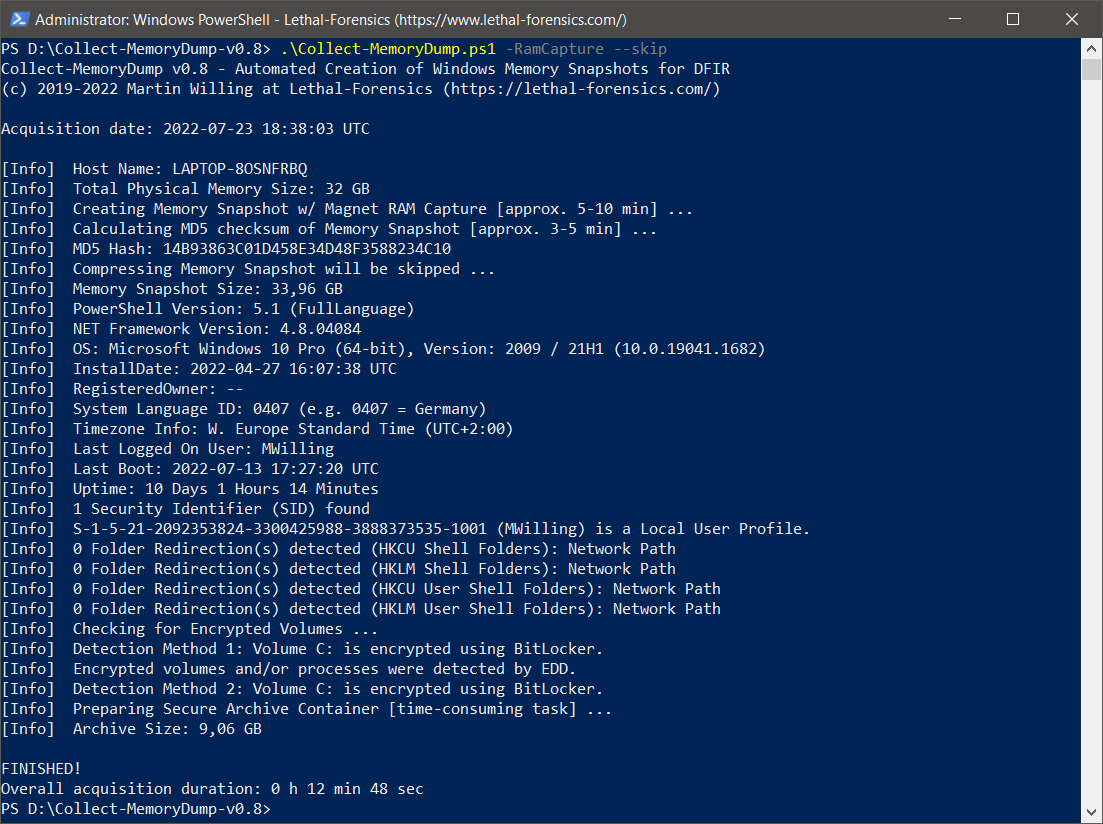 Administrator: Windows PowerShell - Lethal-Forensics (https://www.lethal-forensics.com/)
PS D:\Collect-MemoryDump-v0.8> .\Collect-MemoryDump.ps1 -RamCapture --skip
Collect-MemoryDump v0.8 - Automated Creation of Windows Memory Snapshots for DFIR
(c) 2019-2022 Martin Willing at Lethal-Forensics (https://lethal-forensics.com/)
Acquisition date: 2022-07-23 18:38:03 UTC
[Info]  Host Name: LAPTOP-8OSNFRBQ
[Info]  Total Physical Memory Size: 32 GB
[Info]  Creating Memory Snapshot w/ Magnet RAM Capture [approx. 5-10 min] ...
[Info]  Calculating MD5 checksum of Memory Snapshot [approx. 3-5 min] ...
[Info]  MD5 Hash: 14B93863C01D458E34D48F3588234C10
[Info]  Compressing Memory Snapshot will be skipped ...
[Info]  Memory Snapshot Size: 33,96 GB
[Info]  PowerShell Version: 5.1 (FullLanguage)
[Info]  NET Framework Version: 4.8.04084
[Info]  OS: Microsoft Windows 10 Pro (64-bit), Version: 2009 / 21H1 (10.0.19041.1682)
[Info]  InstallDate: 2022-04-27 16:07:38 UTC
[Info]  RegisteredOwner: --
[Info]  System Language ID: 0407 (e.g. 0407 = Germany)
[Info]  Timezone Info: W. Europe Standard Time (UTC+2:00)
[Info]  Last Logged On User: MWilling
[Info]  Last Boot: 2022-07-13 17:27:20 UTC
[Info]  Uptime: 10 Days 1 Hours 14 Minutes
[Info]  1 Security Identifier (SID) found
[Info]  S-1-5-21-2092353824-3300425988-3888373535-1001 (MWilling) is a Local User Profile.
[Info]  0 Folder Redirection(s) detected (HKCU Shell Folders): Network Path
[Info]  0 Folder Redirection(s) detected (HKLM Shell Folders): Network Path
[Info]  0 Folder Redirection(s) detected (HKCU User Shell Folders): Network Path
[Info]  0 Folder Redirection(s) detected (HKLM User Shell Folders): Network Path
[Info]  Checking for Encrypted Volumes ...
[Info]  Detection Method 1: Volume C: is encrypted using BitLocker.
[Info]  Encrypted volumes and/or processes were detected by EDD.
[Info]  Detection Method 2: Volume C: is encrypted using BitLocker.
[Info]  Preparing Secure Archive Container [time-consuming task] ...
[Info]  Archive Size: 9,06 GB
FINISHED!
Overall acquisition duration: 0 h 12 min 48 sec
PS D:\Collect-MemoryDump-v0.8>